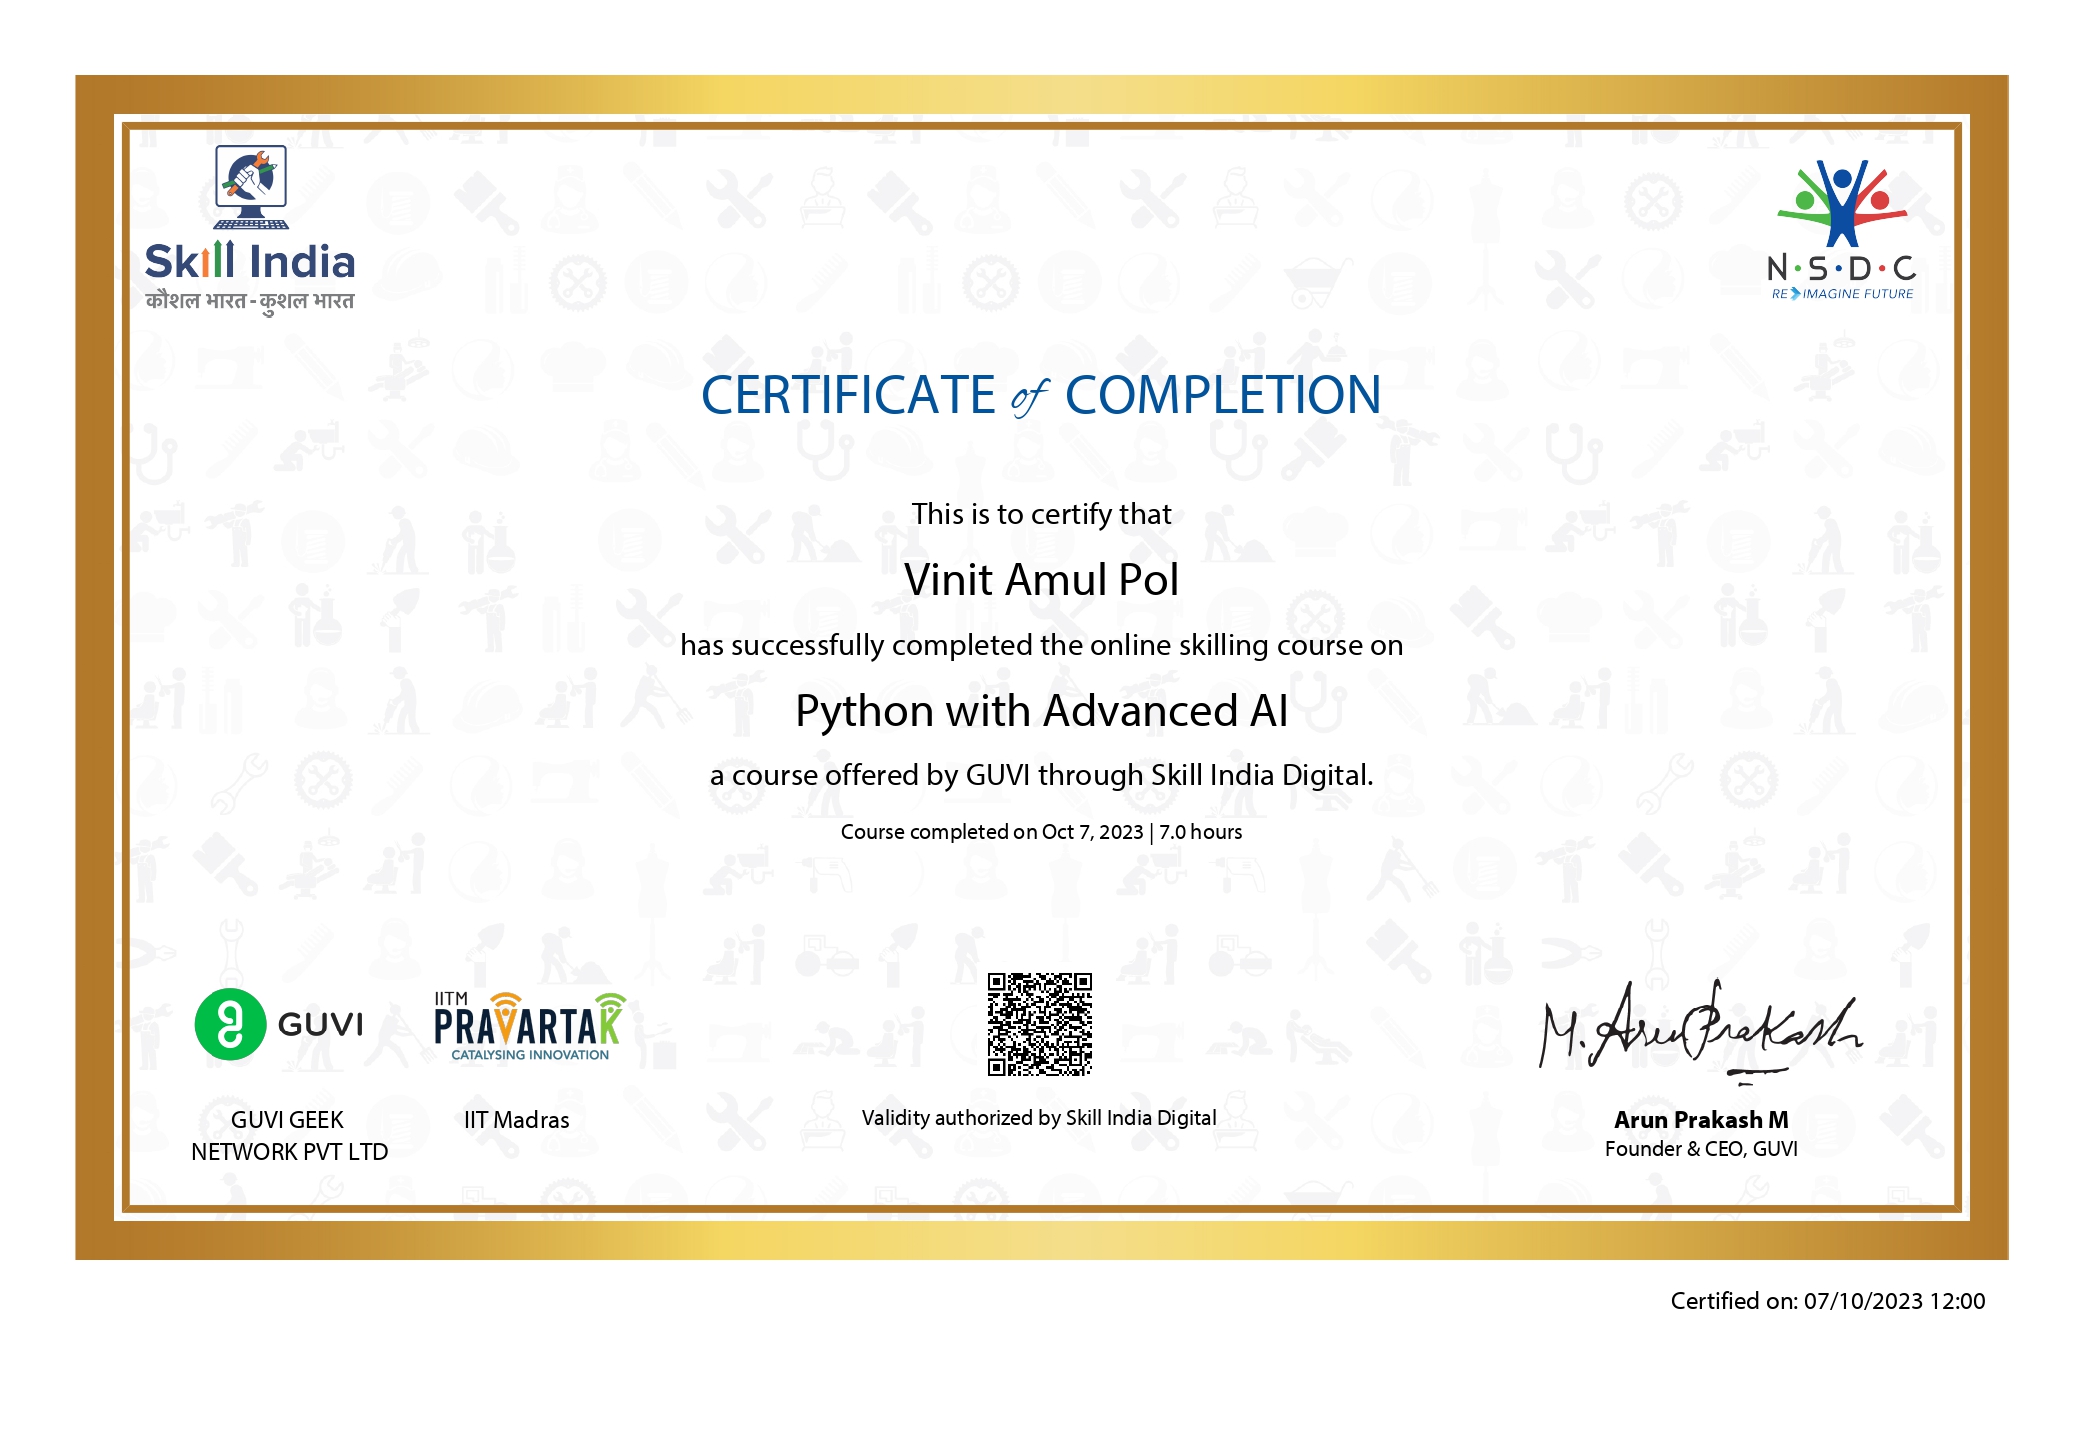 Skill India
कौशल भारत - कुशल भारत
N·S·D·C
RE IMAGINE FUTURE
CERTIFICATE of COMPLETION
This is to certify that
Vinit Amul Pol
has successfully completed the online skilling course on
Python with Advanced AI
a course offered by GUVI through Skill India Digital.
Course completed on Oct 7, 2023 | 7.0 hours
GUVI
IITM
PRAVARTAK
CATALYSING INNOVATION
M. Arun Prakash
GUVI GEEK
NETWORK PVT LTD
IIT Madras
Validity authorized by Skill India Digital
Arun Prakash M
Founder & CEO, GUVI
Certified on: 07/10/2023 12:00